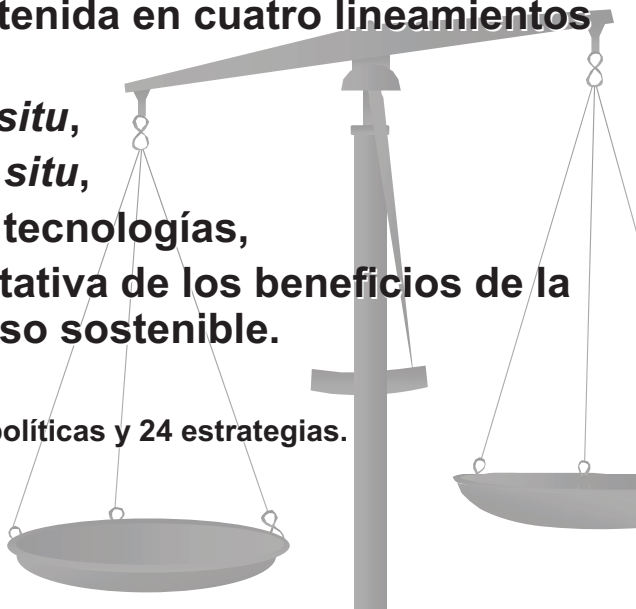 tenida en cuatro lineamientos
situ,
situ,
tecnologías,
tativa de los beneficios de la
so sostenible.
políticas y 24 estrategias.